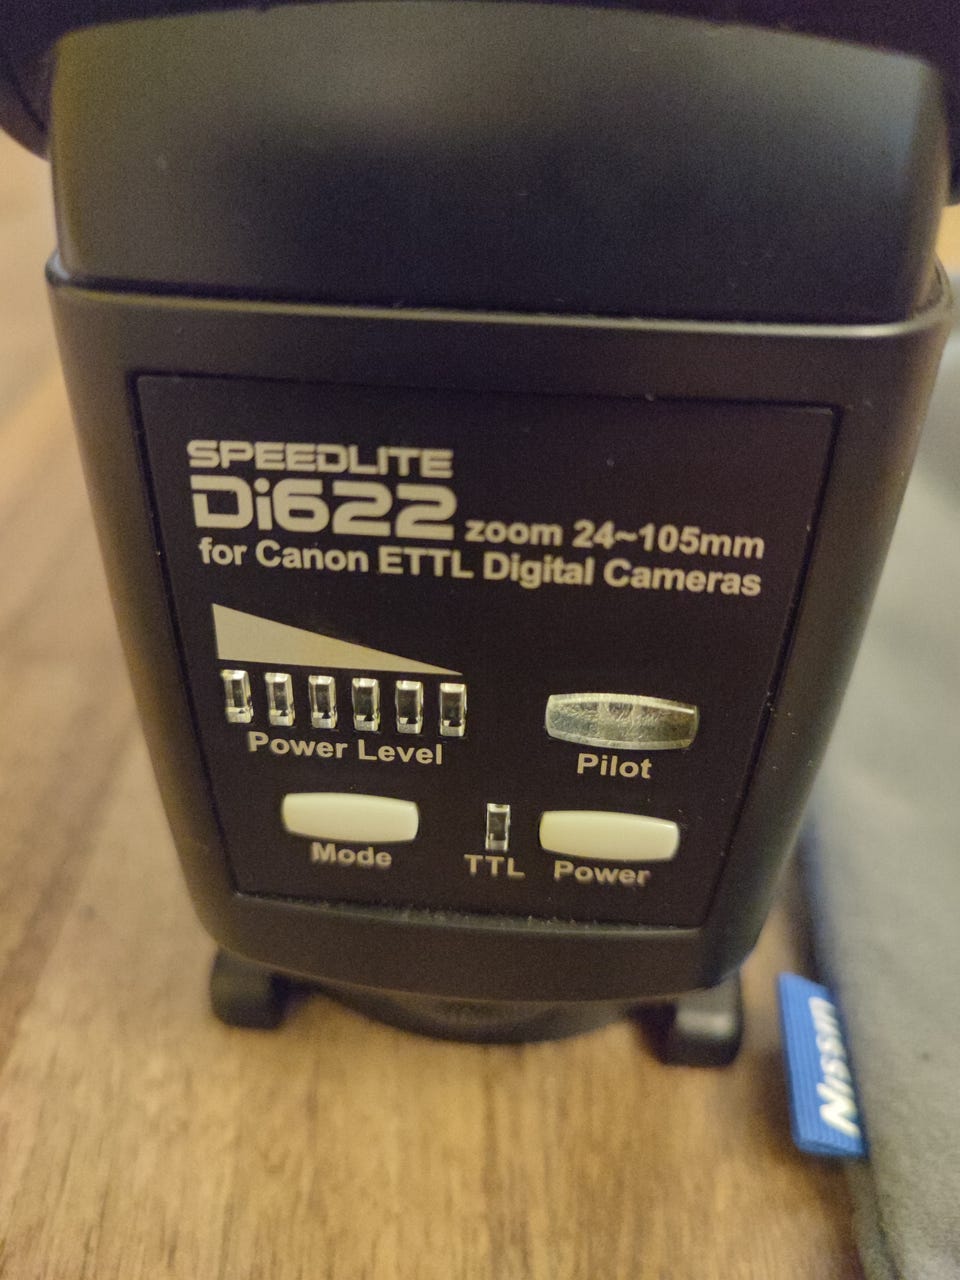 SPEEDLITE
Di622 zoom 24~105mm
for Canon ETTL Digital Cameras
Power Level
Pilot
Mode
TTL
Power
Nissin